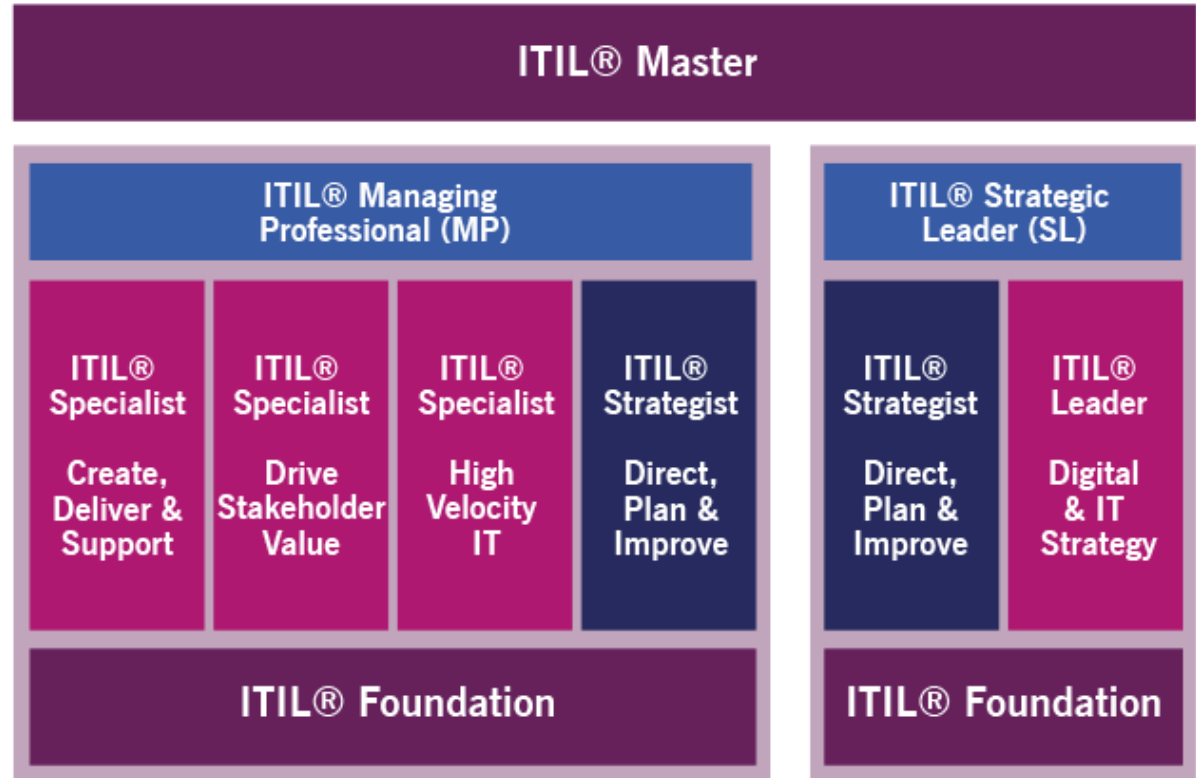 ITIL® Master
ITIL® Managing
Professional (MP)
ITIL® Strategic
Leader (SL)
ITIL®
Specialist
Create,
Deliver &
Support
ITIL®
Specialist
Drive
Stakeholder
Value
ITIL®
Specialist
High
Velocity
IT
ITIL®
Strategist
Direct,
Plan &
Improve
ITIL®
Strategist
Direct,
Plan &
Improve
ITIL®
Leader
Digital
& IT
Strategy
ITIL® Foundation
ITIL® Foundation